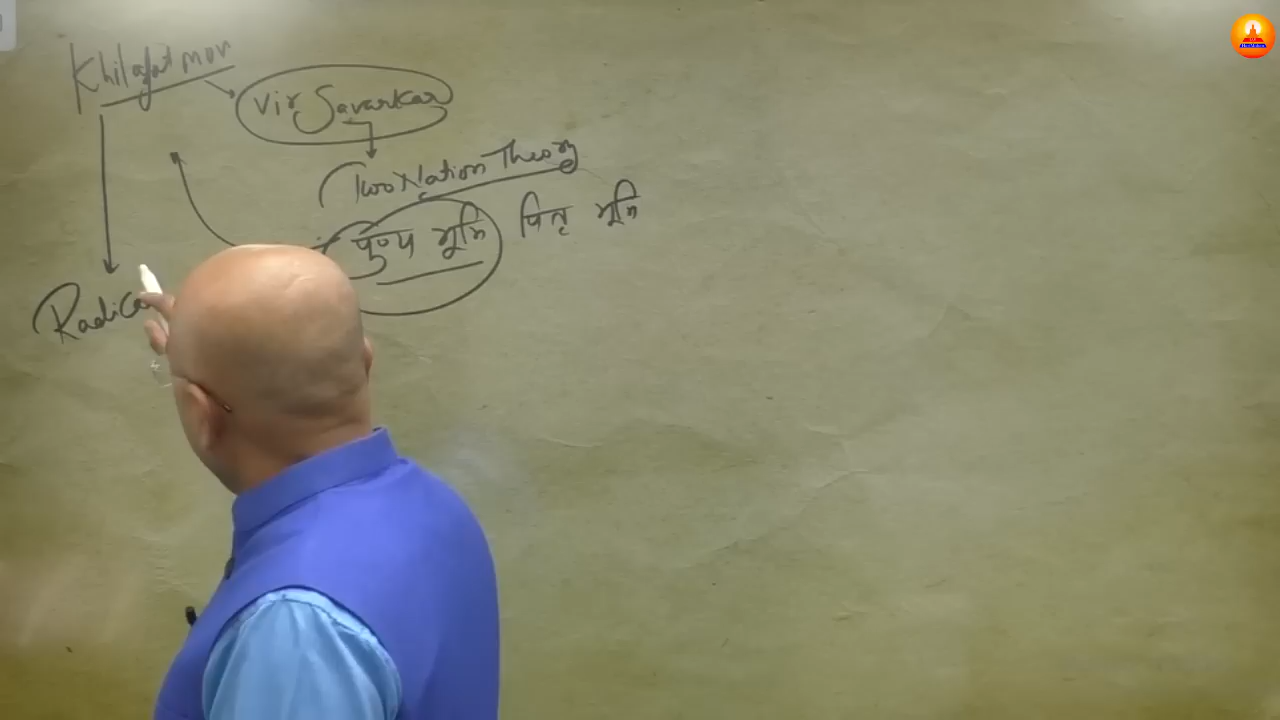 Khilafat mov
Vir Savarkar
Two Nation Theory
पुण्य भूमि पितृ भूमि